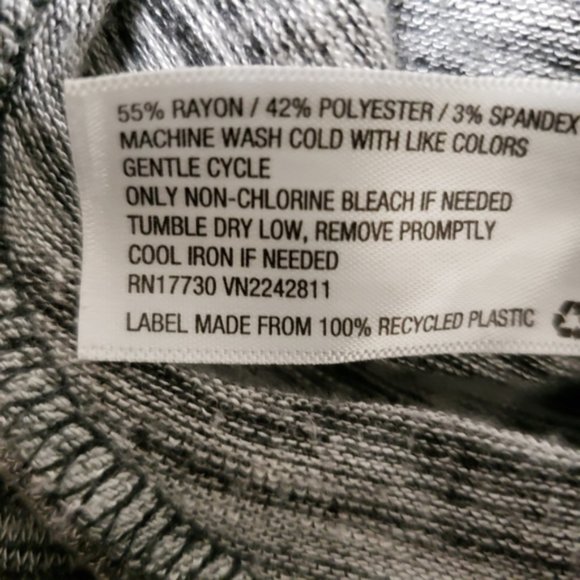 55% RAYON / 42% POLYESTER / 3% SPANDEX
MACHINE WASH COLD WITH LIKE COLORS
GENTLE CYCLE
ONLY NON-CHLORINE BLEACH IF NEEDED
TUMBLE DRY LOW, REMOVE PROMPTLY
COOL IRON IF NEEDED
RN17730 VN2242811
LABEL MADE FROM 100% RECYCLED PLASTIC